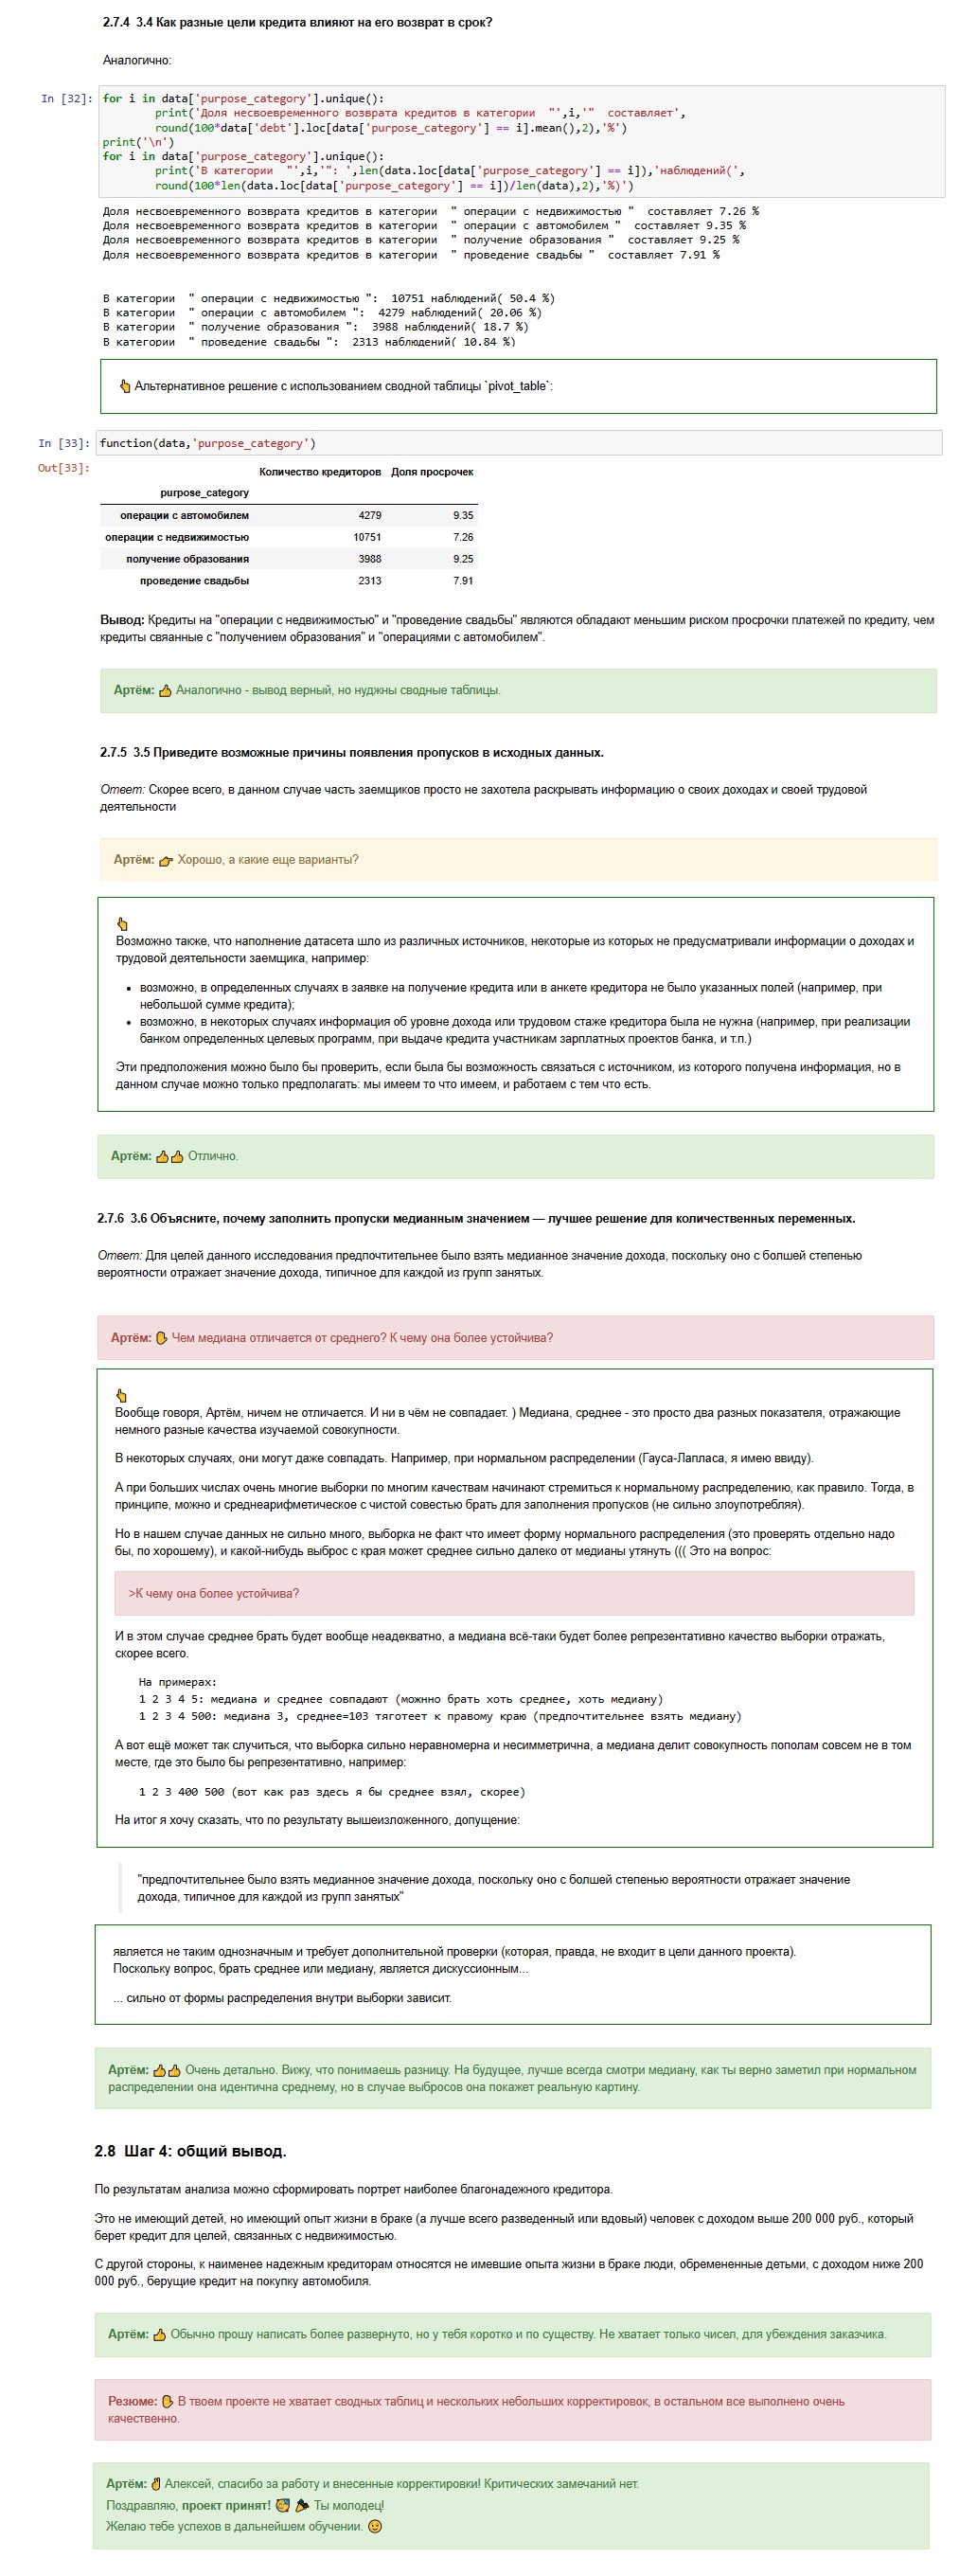 2.7.4  3.4 Как разные цели кредита влияют на его возврат в срок?
Аналогично:
In [32]:
for i in data['purpose_category'].unique():
        print('Доля несвоевременного возврата кредитов в категории  "',i,'"  составляет',
        round(100*data['debt'].loc[data['purpose_category'] == i].mean(),2),'%')
print('\n')
for i in data['purpose_category'].unique():
        print('В категории  "',i,'": ',len(data.loc[data['purpose_category'] == i]),'наблюдений(',
        round(100*len(data.loc[data['purpose_category'] == i])/len(data),2),'%)')
Доля несвоевременного возврата кредитов в категории  " операции с недвижимостью "  составляет 7.26 %
Доля несвоевременного возврата кредитов в категории  " операции с автомобилем "  составляет 9.35 %
Доля несвоевременного возврата кредитов в категории  " получение образования "  составляет 9.25 %
Доля несвоевременного возврата кредитов в категории  " проведение свадьбы "  составляет 7.91 %
В категории  " операции с недвижимостью ":  10751 наблюдений( 50.4 %)
В категории  " операции с автомобилем ":  4279 наблюдений( 20.06 %)
В категории  " получение образования ":  3988 наблюдений( 18.7 %)
В категории  " проведение свадьбы ":  2313 наблюдений( 10.84 %)
👆 Альтернативное решение с использованием сводной таблицы `pivot_table`:
In [33]: function(data,'purpose_category')
Out[33]:
Количество кредиторов Доля просрочек
purpose_category
операции с автомобилем 4279 9.35
операции с недвижимостью 10751 7.26
получение образования 3988 9.25
проведение свадьбы 2313 7.91
Вывод: Кредиты на "операции с недвижимостью" и "проведение свадьбы" являются обладают меньшим риском просрочки платежей по кредиту, чем
кредиты свяанные с "получением образования" и "операциями с автомобилем".
Артём: 👍 Аналогично - вывод верный, но нуджны сводные таблицы.
2.7.5  3.5 Приведите возможные причины появления пропусков в исходных данных.
Ответ: Скорее всего, в данном случае часть заемщиков просто не захотела раскрывать информацию о своих доходах и своей трудовой
деятельности
Артём: 👉 Хорошо, а какие еще варианты?
👆
Возможно также, что наполнение датасета шло из различных источников, некоторые из которых не предусматривали информации о доходах и
трудовой деятельности заемщика, например:
• возможно, в определенных случаях в заявке на получение кредита или в анкете кредитора не было указанных полей (например, при
небольшой сумме кредита);
• возможно, в некоторых случаях информация об уровне дохода или трудовом стаже кредитора была не нужна (например, при реализации
банком определенных целевых программ, при выдаче кредита участникам зарплатных проектов банка, и т.п.)
Эти предположения можно было бы проверить, если была бы возможность связаться с источником, из которого получена информация, но в
данном случае можно только предполагать: мы имеем то что имеем, и работаем с тем что есть.
Артём: 👍👍 Отлично.
2.7.6  3.6 Объясните, почему заполнить пропуски медианным значением — лучшее решение для количественных переменных.
Ответ: Для целей данного исследования предпочтительнее было взять медианное значение дохода, поскольку оно с болшей степенью
вероятности отражает значение дохода, типичное для каждой из групп занятых.
Артём: ✋ Чем медиана отличается от среднего? К чему она более устойчива?
👆
Вообще говоря, Артём, ничем не отличается. И ни в чём не совпадает. ) Медиана, среднее - это просто два разных показателя, отражающие
немного разные качества изучаемой совокупности.
В некоторых случаях, они могут даже совпадать. Например, при нормальном распределении (Гауса-Лапласа, я имею ввиду).
А при больших числах очень многие выборки по многим качествам начинают стремиться к нормальному распределению, как правило. Тогда, в
принципе, можно и среднеарифметическое с чистой совестью брать для заполнения пропусков (не сильно злоупотребляя).
Но в нашем случае данных не сильно много, выборка не факт что имеет форму нормального распределения (это проверять отдельно надо
бы, по хорошему), и какой-нибудь выброс с края может среднее сильно далеко от медианы утянуть ((( Это на вопрос:
>К чему она более устойчива?
И в этом случае среднее брать будет вообще неадекватно, а медиана всё-таки будет более репрезентативно качество выборки отражать,
скорее всего.
На примерах:
1 2 3 4 5: медиана и среднее совпадают (можнно брать хоть среднее, хоть медиану)
1 2 3 4 500: медиана 3, среднее=103 тяготеет к правому краю (предпочтительнее взять медиану)
А вот ещё может так случиться, что выборка сильно неравномерна и несимметрична, а медиана делит совокупность пополам совсем не в том
месте, где это было бы репрезентативно, например:
1 2 3 400 500 (вот как раз здесь я бы среднее взял, скорее)
На итог я хочу сказать, что по результату вышеизложенного, допущение:
"предпочтительнее было взять медианное значение дохода, поскольку оно с болшей степенью вероятности отражает значение
дохода, типичное для каждой из групп занятых"
является не таким однозначным и требует дополнительной проверки (которая, правда, не входит в цели данного проекта).
Поскольку вопрос, брать среднее или медиану, является дискуссионным...
... сильно от формы распределения внутри выборки зависит.
Артём: 👍👍 Очень детально. Вижу, что понимаешь разницу. На будущее, лучше всегда смотри медиану, как ты верно заметил при нормальном
распределении она идентична среднему, но в случае выбросов она покажет реальную картину.
2.8  Шаг 4: общий вывод.
По результатам анализа можно сформировать портрет наиболее благонадежного кредитора.
Это не имеющий детей, но имеющий опыт жизни в браке (а лучше всего разведенный или вдовый) человек с доходом выше 200 000 руб., который
берет кредит для целей, связанных с недвижимостью.
С другой стороны, к наименее надежным кредиторам относятся не имевшие опыта жизни в браке люди, обремененные детьми, с доходом ниже 200
000 руб., берущие кредит на покупку автомобиля.
Артём: 👍 Обычно прошу написать более развернуто, но у тебя коротко и по существу. Не хватает только чисел, для убеждения заказчика.
Резюме: ✋ В твоем проекте не хватает сводных таблиц и нескольких небольших корректировок, в остальном все выполнено очень
качественно.
Артём: ✌ Алексей, спасибо за работу и внесенные корректировки! Критических замечаний нет.
Поздравляю, проект принят! 🥳 🎉 Ты молодец!
Желаю тебе успехов в дальнейшем обучении. 😉